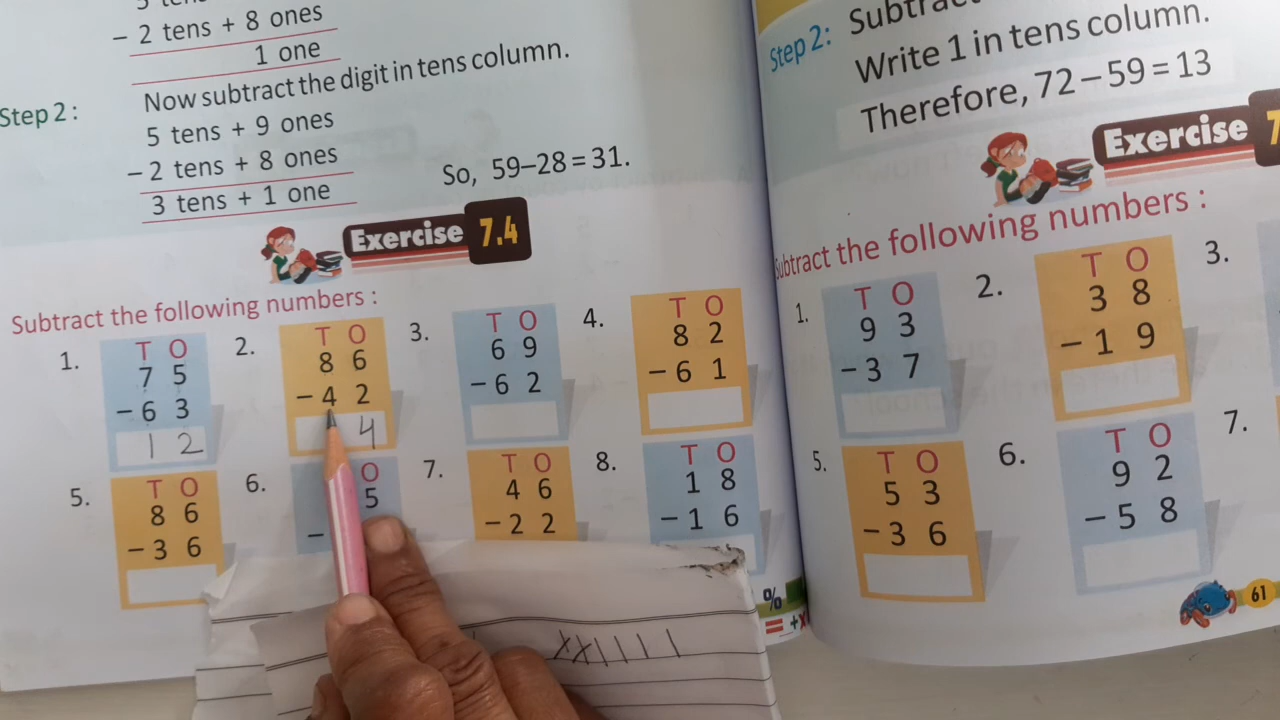 − 2 tens + 8 ones
1 one
Step 2 :
Now subtract the digit in tens column.
5 tens + 9 ones
− 2 tens + 8 ones
3 tens + 1 one
So, 59–28 = 31.
Exercise 7.4
Subtract the following numbers :
1.
T O
7 5
− 6 3
1 2
2.
T O
8 6
− 4 2
4
3.
T O
6 9
− 6 2
4.
T O
8 2
− 6 1
5.
T O
8 6
− 3 6
6.
O
5
−
7.
T O
4 6
− 2 2
8.
T O
1 8
− 1 6
Step 2:
Write 1 in tens column.
Therefore, 72 – 59 = 13
Exercise
Subtract the following numbers :
1.
T O
9 3
− 3 7
2.
T O
3 8
− 1 9
3.
5.
T O
5 3
− 3 6
6.
T O
9 2
− 5 8
7.
61